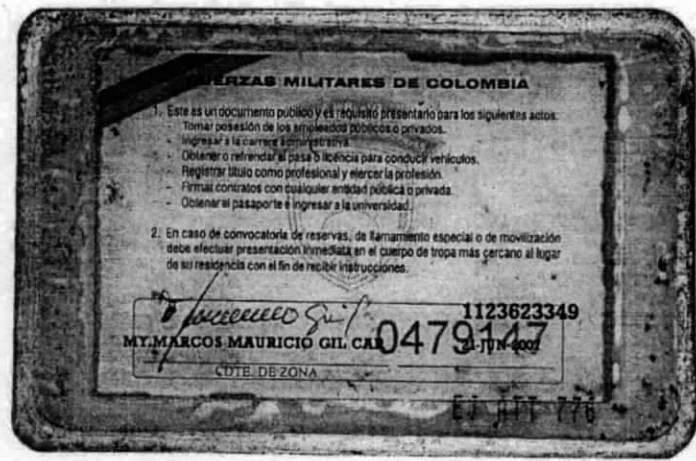 FUERZAS MILITARES DE COLOMBIA
1. Este es un documento público y es requisito presentarlo para los siguientes actos:
- Tomar posesión de los empleados públicos o privados.
- Ingresar a la carrera administrativa.
- Obtener o refrendar el pase o licencia para conducir vehículos.
- Registrar título como profesional y ejercer la profesión.
- Firmar contratos con cualquier entidad pública o privada.
- Obtener el pasaporte e ingresar a la universidad.
2. En caso de convocatoria de reservas, de llamamiento especial o de movilización
debe efectuar presentación inmediata en el cuerpo de tropa más cercano al lugar
de su residencia con el fin de recibir instrucciones.
1123623349
MY.MARCOS MAURICIO GIL 0479147
CDTE. DE ZONA